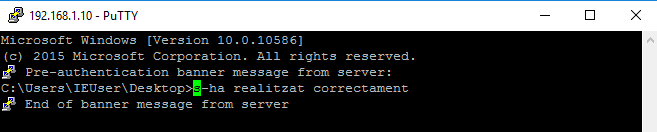 192.168.1.10 - PuTTY
Microsoft Windows [Version 10.0.10586]
(c) 2015 Microsoft Corporation. All rights reserved.
Pre-authentication banner message from server:
C:\Users\IEUser\Desktop>s-ha realitzat correctament
End of banner message from server